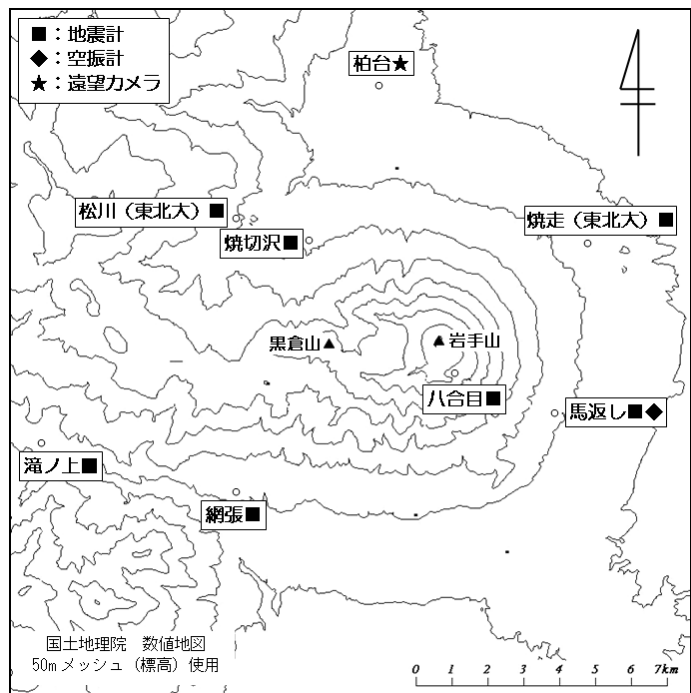 ■：地震計
◆：空振計
★：遠望カメラ
柏台★
松川（東北大）■
焼走（東北大）■
焼切沢■
黒倉山▲
▲岩手山
八合目■
馬返し■◆
滝ノ上■
網張■
国土地理院　数値地図
50mメッシュ（標高）使用
0 1 2 3 4 5 6 7km